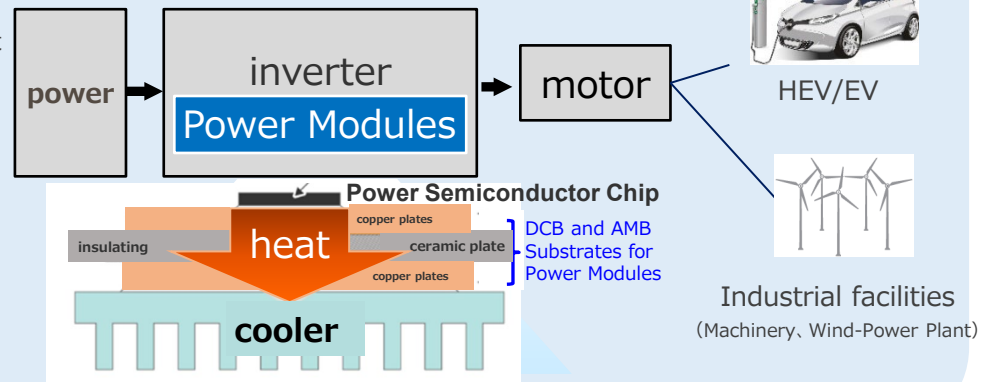 power
inverter
Power Modules
motor
HEV/EV
Power Semiconductor Chip
copper plates
insulating
heat
ceramic plate
copper plates
DCB and AMB
Substrates for
Power Modules
cooler
Industrial facilities
(Machinery、Wind-Power Plant)